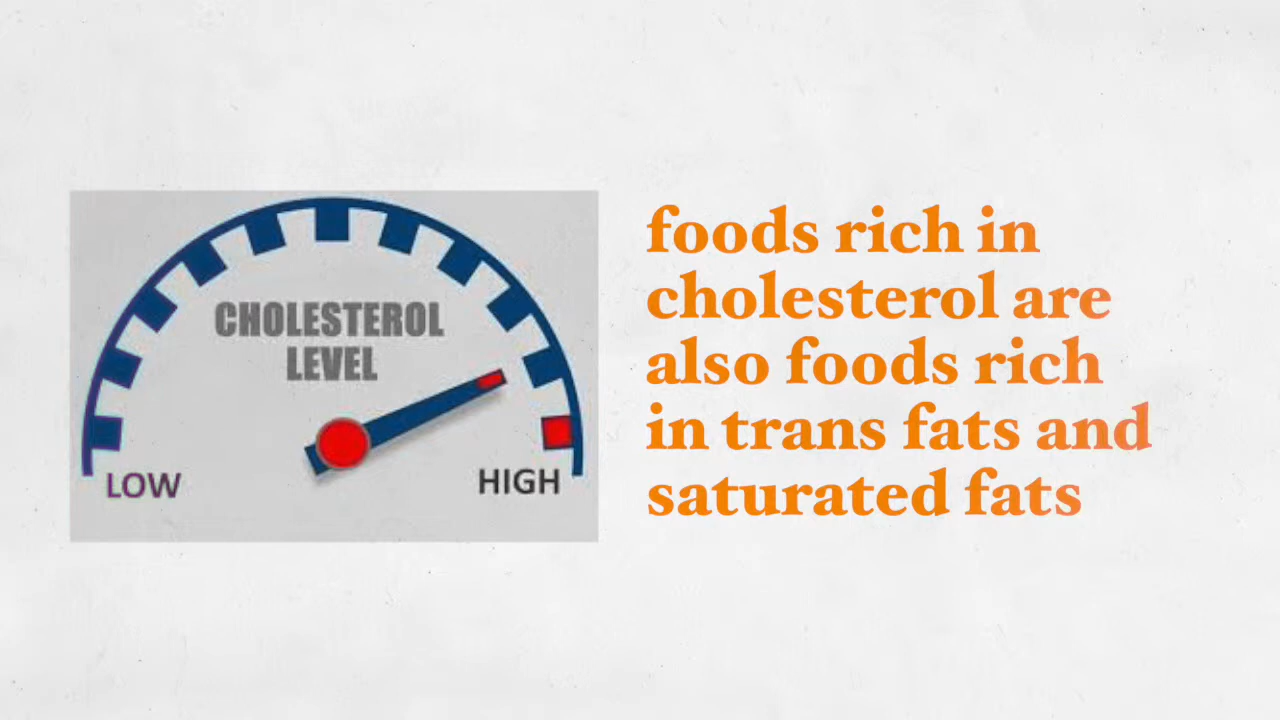 CHOLESTEROL
LEVEL
LOW
HIGH
foods rich in
cholesterol are
also foods rich
in trans fats and
saturated fats